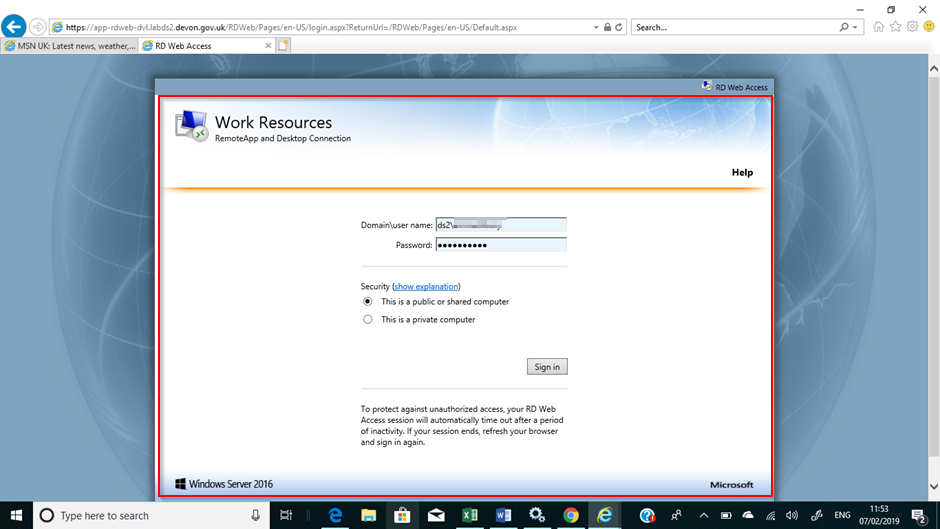 https://app-rdweb-dvl.labds2.devon.gov.uk/RDWeb/Pages/en-US/login.aspx?ReturnUrl=/RDWeb/Pages/en-US/Default.aspx
Search...
MSN UK: Latest news, weather,...
RD Web Access
RD Web Access
Work Resources
RemoteApp and Desktop Connection
Help
Domain\user name: ds2\
Password: ••••••••••
Security (show explanation)
This is a public or shared computer
This is a private computer
Sign in
To protect against unauthorized access, your RD Web
Access session will automatically time out after a period
of inactivity. If your session ends, refresh your browser
and sign in again.
Windows Server 2016
Microsoft
Type here to search
ENG
11:53
07/02/2019
2